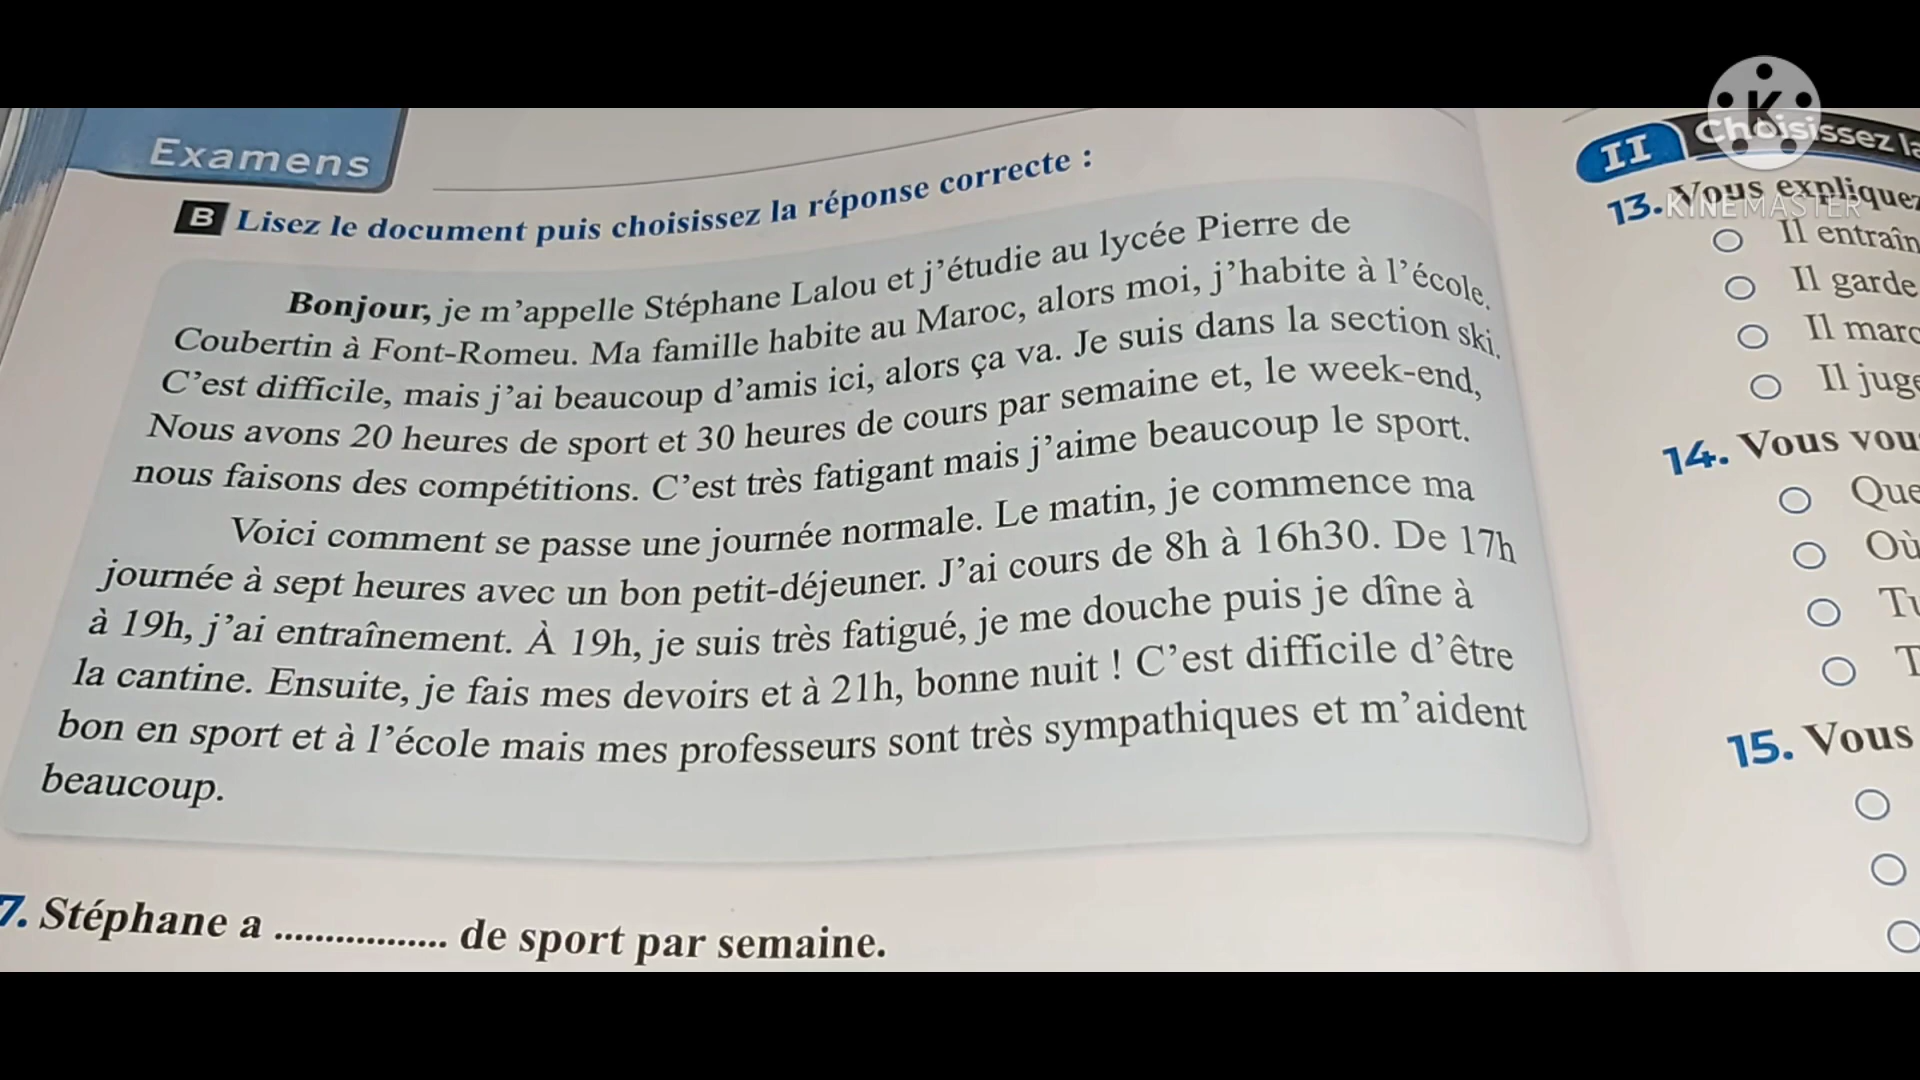 Examens
B Lisez le document puis choisissez la réponse correcte :
Bonjour, je m'appelle Stéphane Lalou et j'étudie au lycée Pierre de
Coubertin à Font-Romeu. Ma famille habite au Maroc, alors moi, j'habite à l'école.
C'est difficile, mais j'ai beaucoup d'amis ici, alors ça va. Je suis dans la section ski.
Nous avons 20 heures de sport et 30 heures de cours par semaine et, le week-end,
nous faisons des compétitions. C'est très fatigant mais j'aime beaucoup le sport.
Voici comment se passe une journée normale. Le matin, je commence ma
journée à sept heures avec un bon petit-déjeuner. J'ai cours de 8h à 16h30. De 17h
à 19h, j'ai entraînement. À 19h, je suis très fatigué, je me douche puis je dîne à
la cantine. Ensuite, je fais mes devoirs et à 21h, bonne nuit ! C'est difficile d'être
bon en sport et à l'école mais mes professeurs sont très sympathiques et m'aident
beaucoup.
7. Stéphane a ................. de sport par semaine.
II Choisissez la
13. Vous expliquez
KINEMASTER
Il entraîn
Il garde
Il marc
Il juge
14. Vous vou
Que
Où
15. Vous